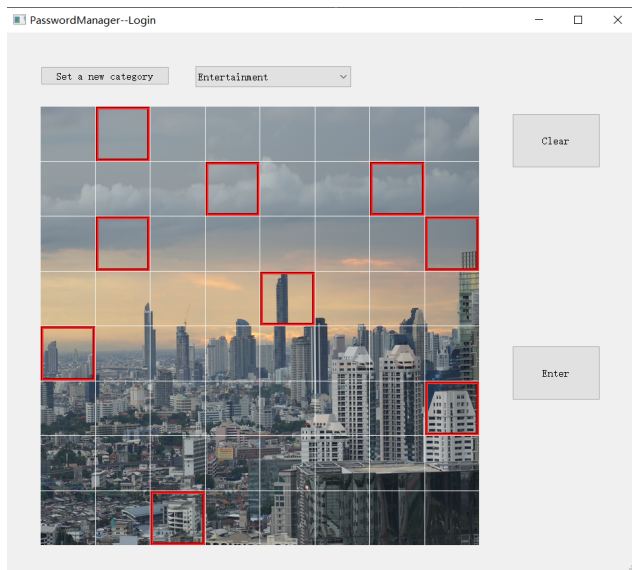 PasswordManager--Login
Set a new category
Entertainment
Clear
Enter